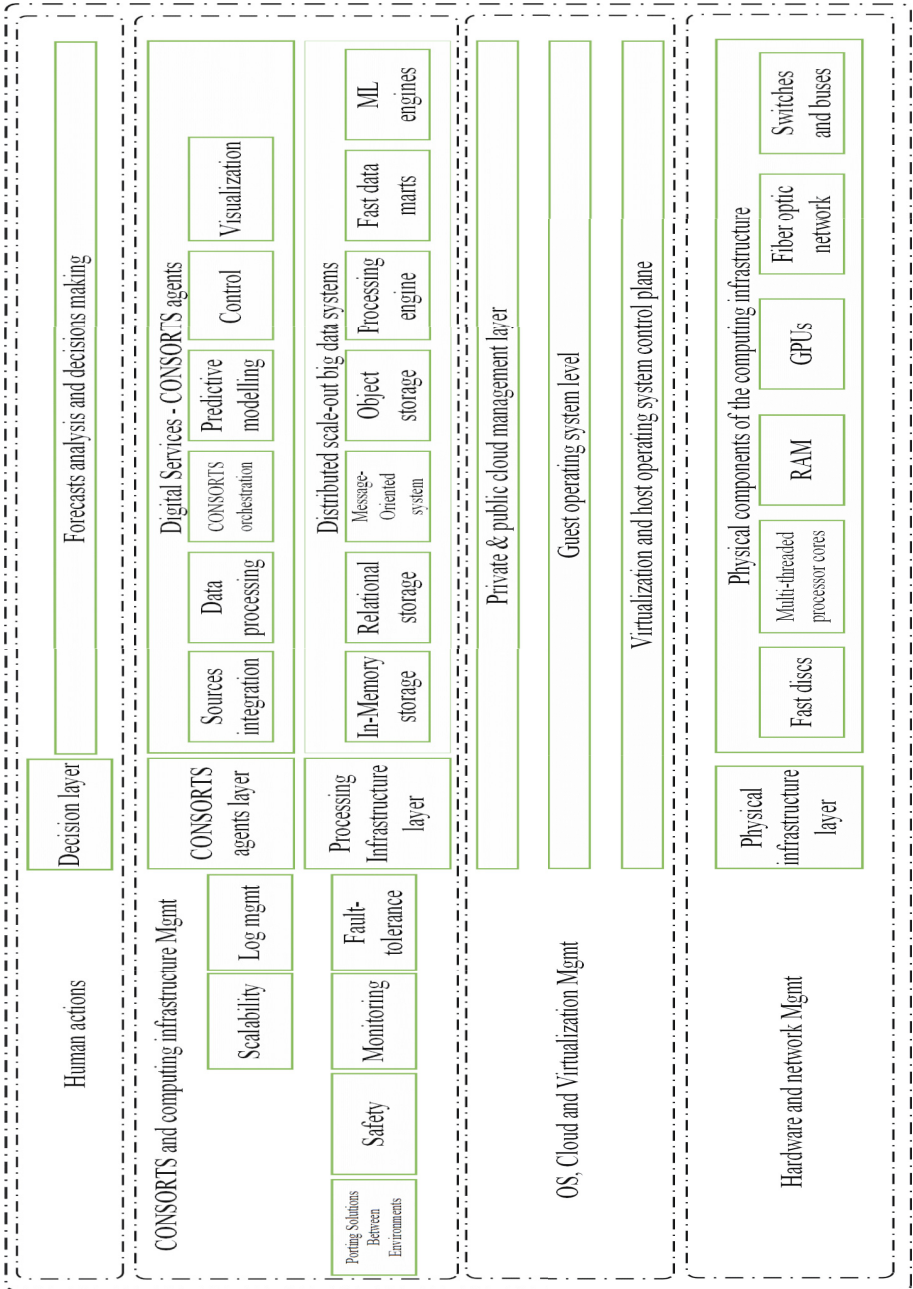 Human actions
Decision layer
Forecasts analysis and decisions making
CONSORTS and computing infrastructure Mgmt
Scalability
Log mgmt
Porting Solutions
Between
Environments
Safety
Monitoring
Fault-
tolerance
CONSORTS
agents layer
Digital Services - CONSORTS agents
Sources
integration
Data
processing
CONSORTS
orchestration
Predictive
modelling
Control
Visualization
Processing
Infrastructure
layer
Distributed scale-out big data systems
In-Memory
storage
Relational
storage
Message-
Oriented
system
Object
storage
Frocessing
engine
Fast data
marts
ML
engines
OS, Cloud and Virtualization Mgmt
Private & public cloud management layer
Guest operating system level
Virtualization and host operating system control plane
Hardware and network Mgmt
Physical
infrastructure
layer
Physical components of the computing infrastructure
Fast discs
Multi-threaded
processor cores
RAM
GPUs
Fiber optic
network
Switches
and buses